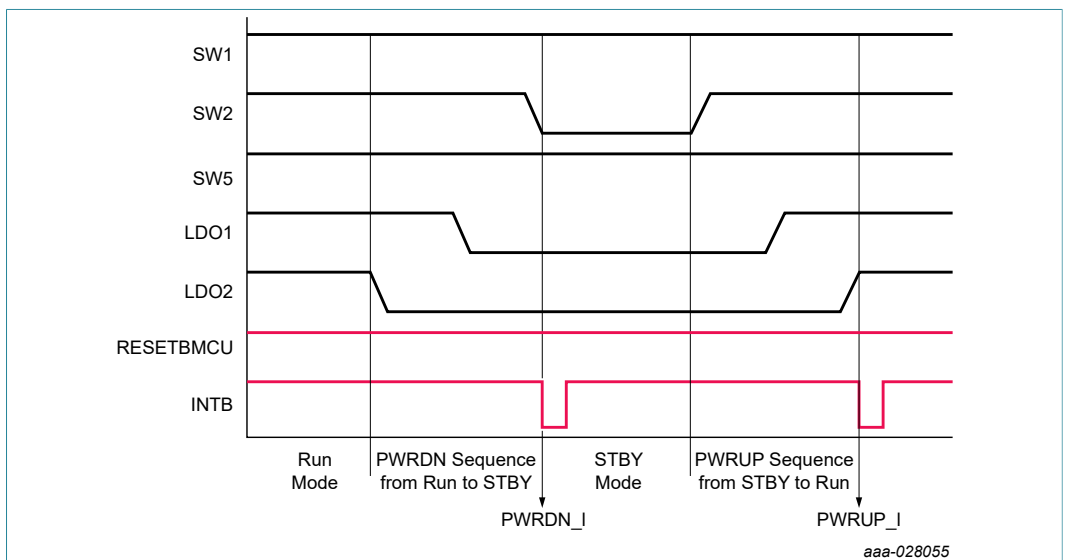 SW1
SW2
SW5
LDO1
LDO2
RESETBMCU
INTB
Run
Mode
PWRDN Sequence
from Run to STBY
STBY
Mode
PWRUP Sequence
from STBY to Run
PWRDN_I
PWRUP_I
aaa-028055